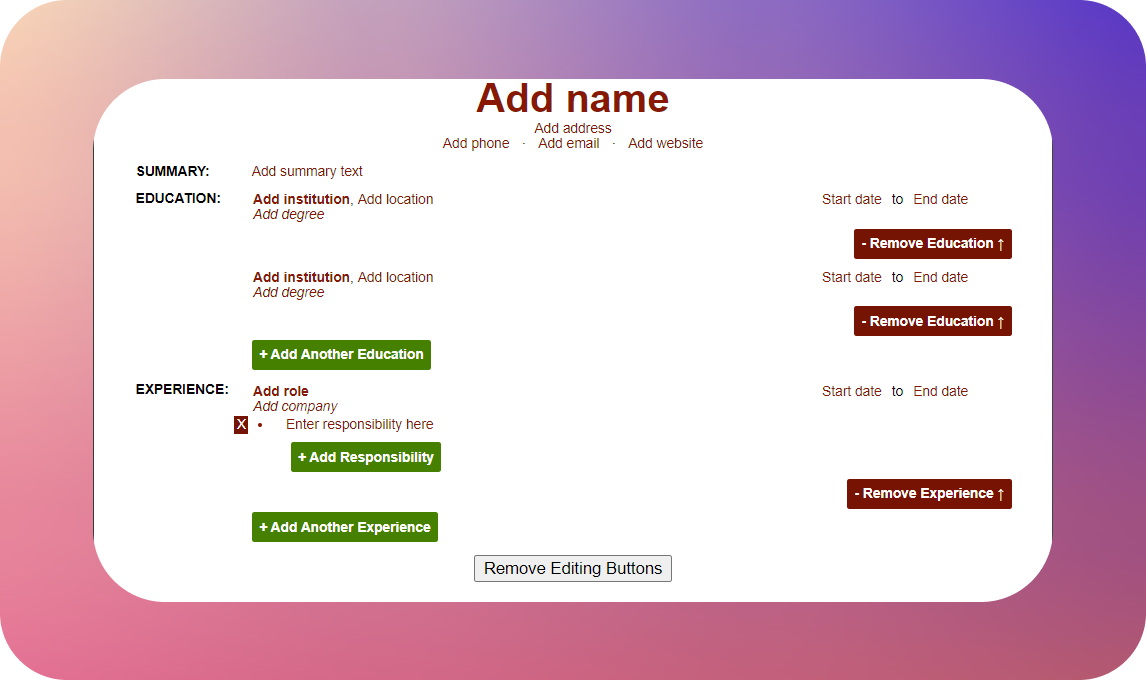 Add name
Add address
Add phone · Add email · Add website
SUMMARY: Add summary text
EDUCATION: Add institution, Add location Start date to End date
Add degree
- Remove Education ↑
Add institution, Add location Start date to End date
Add degree
- Remove Education ↑
+ Add Another Education
EXPERIENCE: Add role Start date to End date
Add company
X • Enter responsibility here
+ Add Responsibility
- Remove Experience ↑
+ Add Another Experience
Remove Editing Buttons